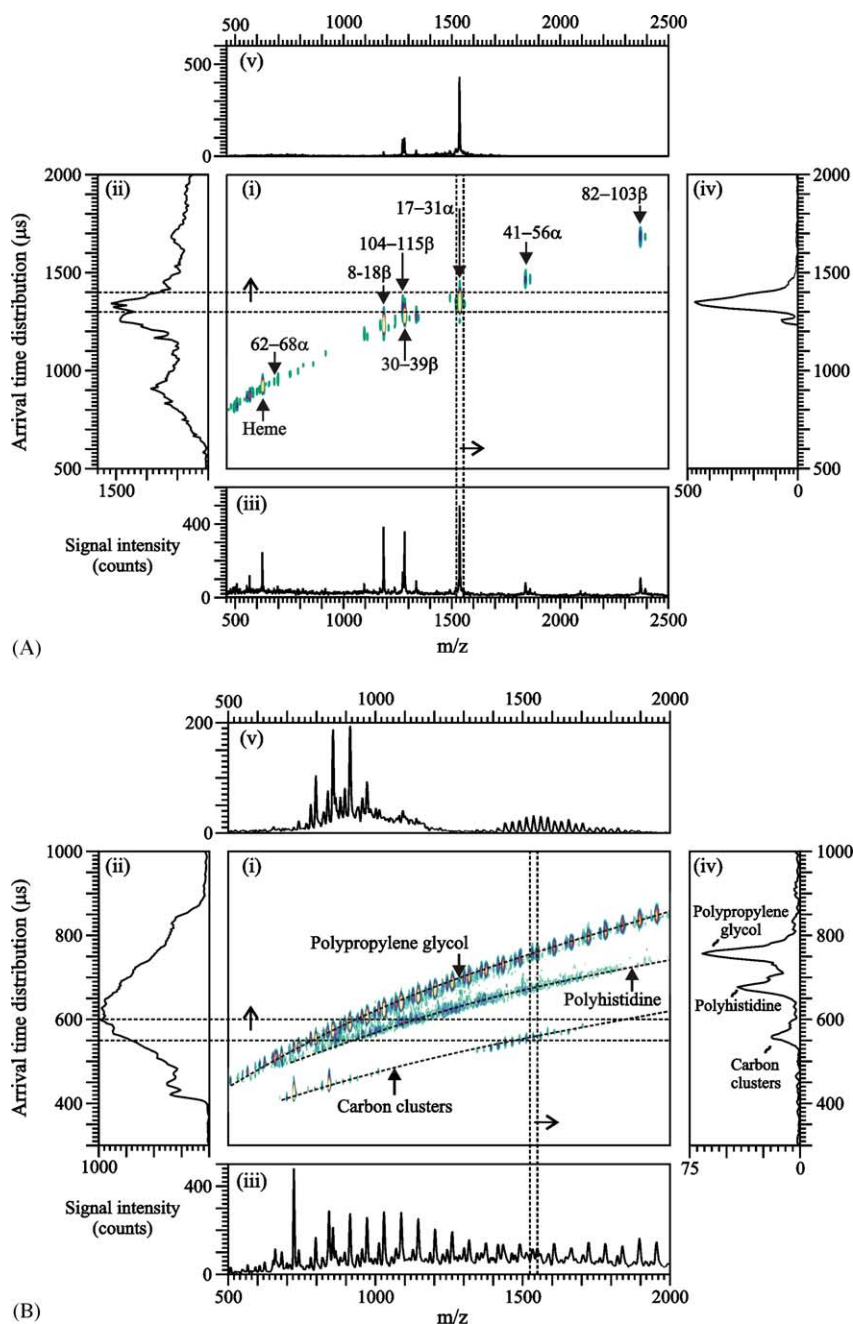 500 1000 1500 2000 2500
(v)
500
0
2000
(ii)
(i)
(iv)
2000
82–103β
17–31α
41–56α
104–115β
8-18β
Arrival time distribution (µs)
1500
1500
62–68α
30–39β
1000
1000
Heme
500
500
1500
500
0
(iii)
400
Signal intensity
(counts)
0
500 1000 1500 2000 2500
m/z
(A)
500 1000 1500 2000
(v)
200
0
1000
(ii)
(i)
(iv)
1000
Polypropylene
glycol
Polypropylene glycol
800
800
Polyhistidine
Polyhistidine
Arrival time distribution (µs)
600
600
Carbon
clusters
Carbon clusters
400
400
1000
75
0
(iii)
400
Signal intensity
(counts)
0
500 1000 1500 2000
m/z
(B)